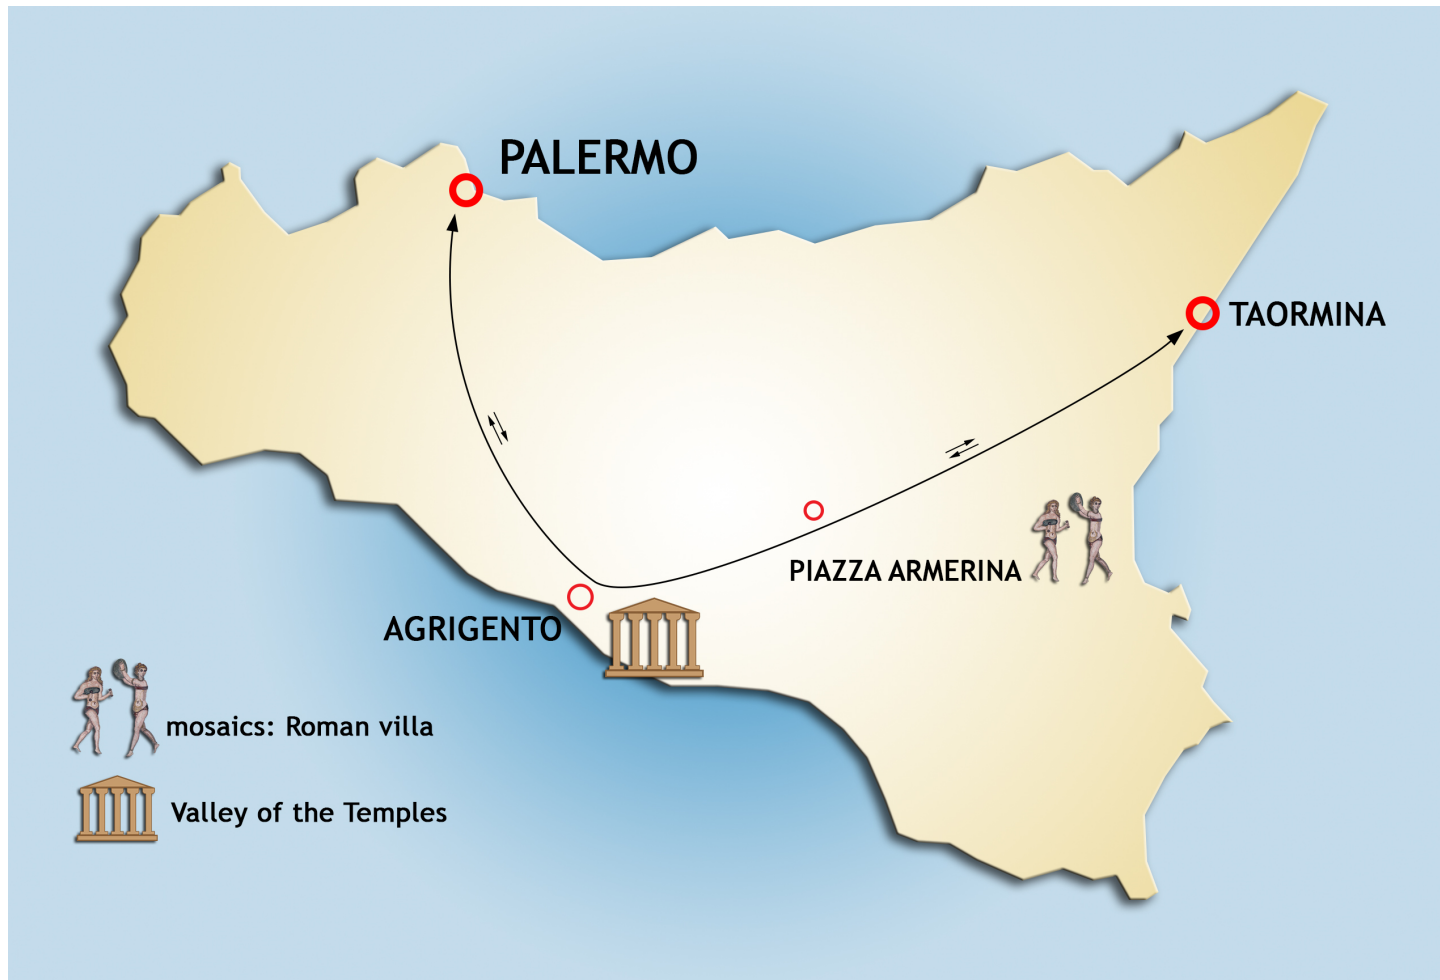 PALERMO
TAORMINA
PIAZZA ARMERINA
AGRIGENTO
mosaics: Roman villa
Valley of the Temples